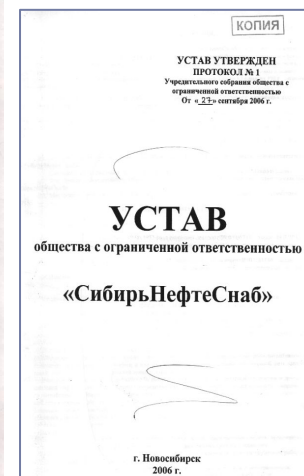 КОПИЯ
УСТАВ УТВЕРЖДЕН
ПРОТОКОЛ № 1
Учредительного собрания общества с
ограниченной ответственностью
От « 27 » сентября 2006 г.
УСТАВ
общества с ограниченной ответственностью
«СибирьНефтеСнаб»
г. Новосибирск
2006 г.